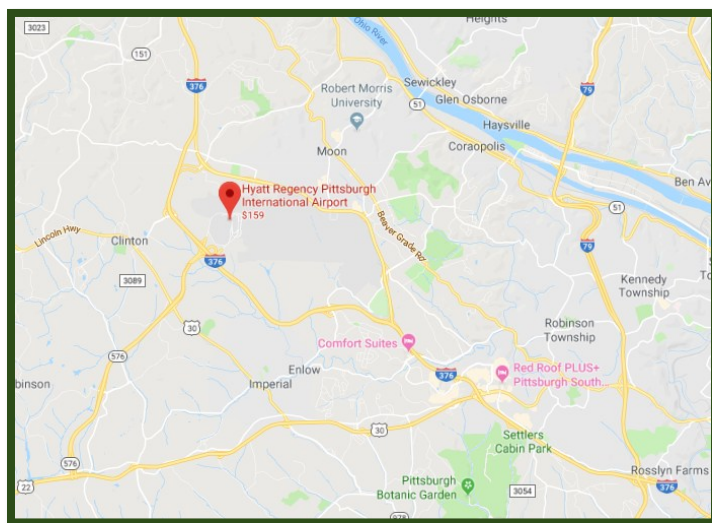 3023
Heights
Ohio River
151
376
Robert Morris
University
Sewickley
79
51
Glen Osborne
Haysville
Moon
Coraopolis
Hyatt Regency Pittsburgh
International Airport
$159
Ben Av
51
Beaver Grade Rd
Lincoln Hwy
Clinton
376
79
3089
Kennedy
Township
30
Robinson
Township
Comfort Suites
576
Enlow
Red Roof PLUS+
Pittsburgh South...
376
binson
Imperial
30
Settlers
Cabin Park
576
Rosslyn Farms
22
Pittsburgh
Botanic Garden
3054
376
978